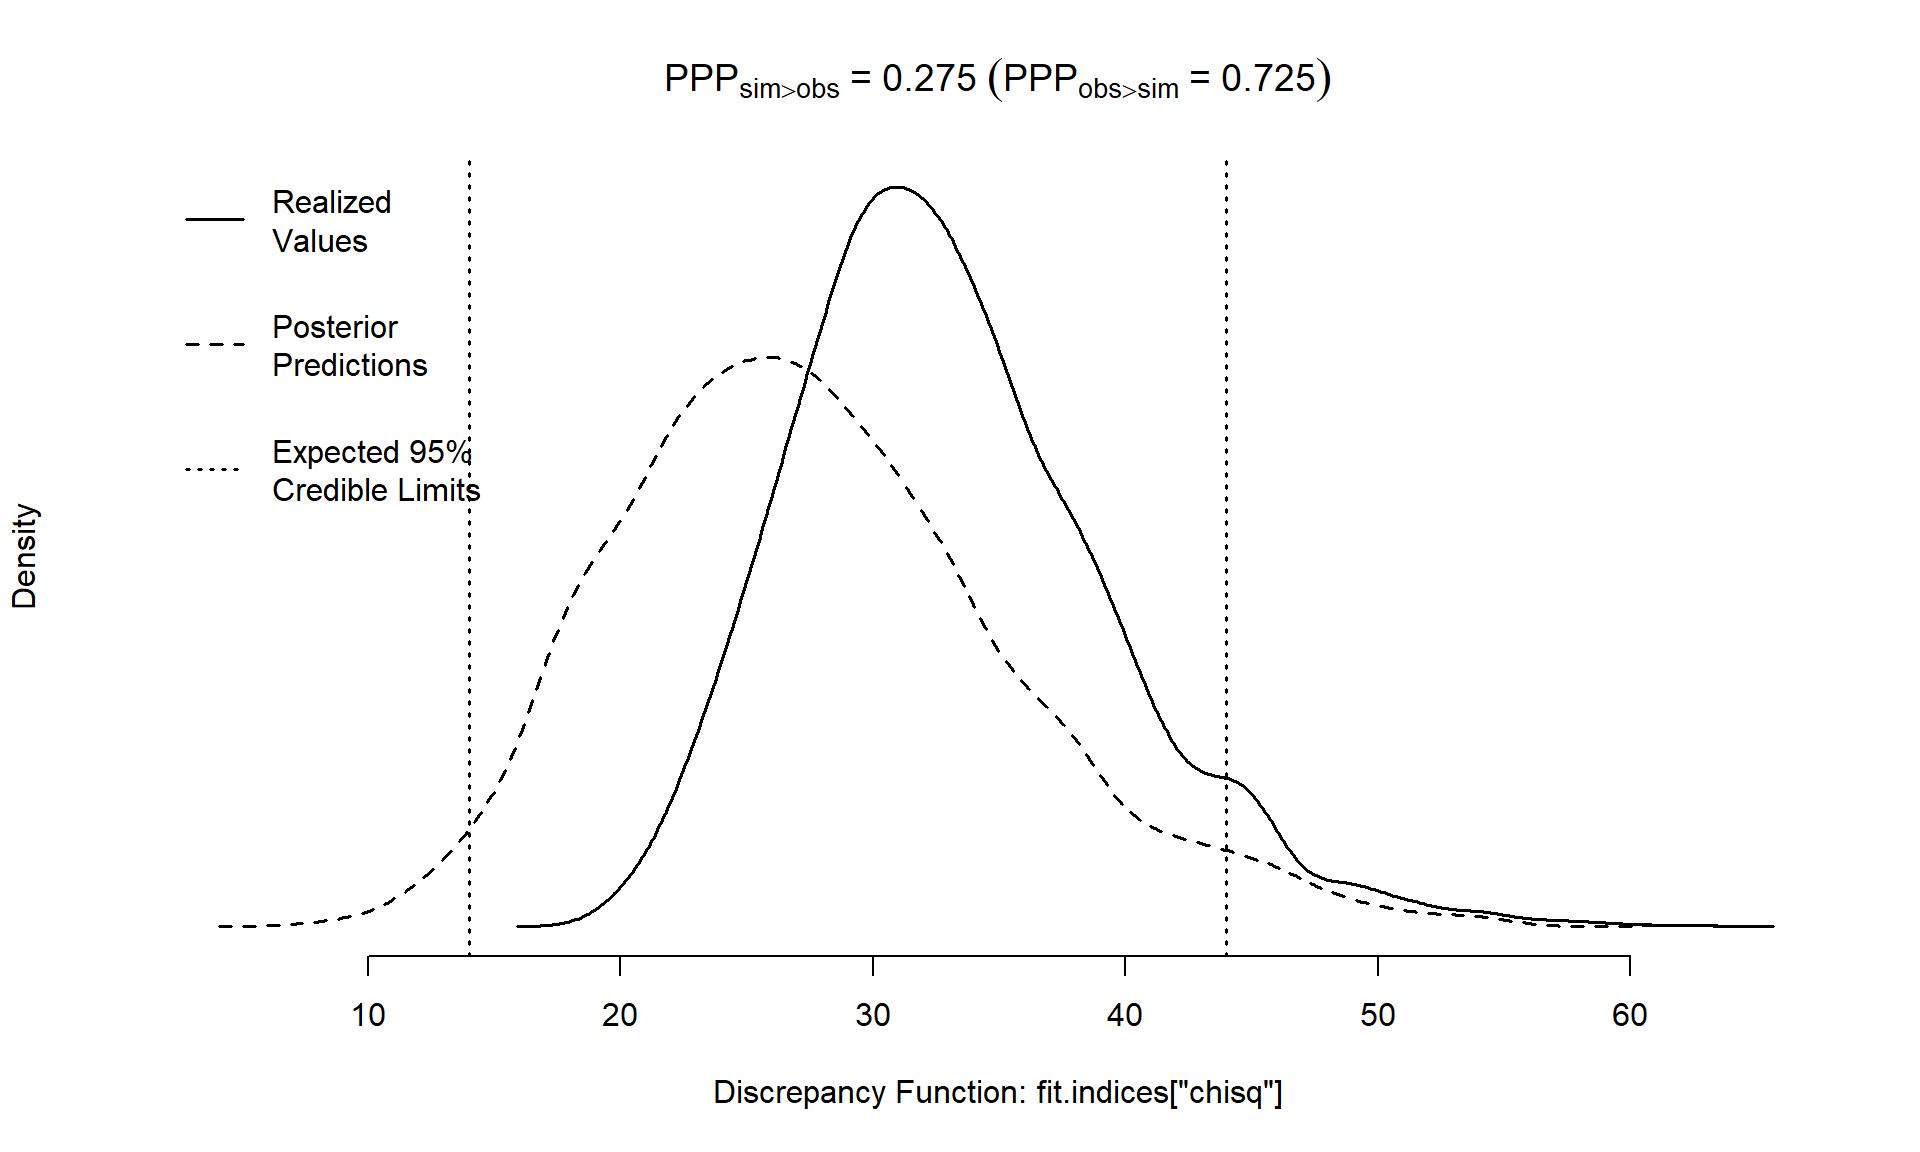 PPPsim>obs = 0.275 (PPPobs>sim = 0.725)
Realized
Values
Posterior
Predictions
Expected 95%
Credible Limits
Density
10 20 30 40 50 60
Discrepancy Function: fit.indices["chisq"]